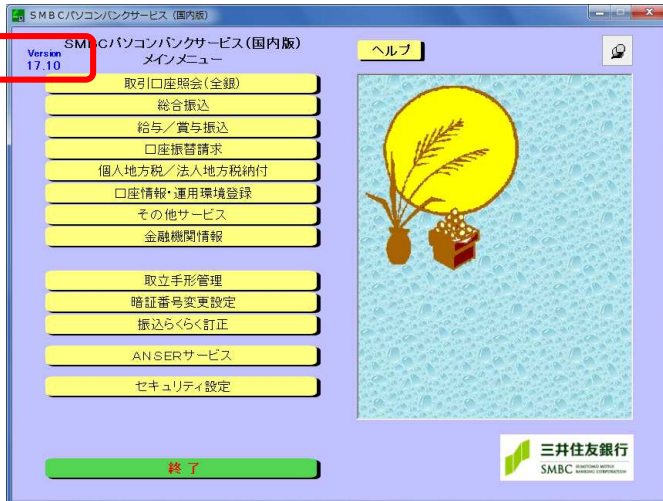 SMBCパソコンバンクサービス (国内版)
SMBCパソコンバンクサービス(国内版)
メインメニュー
Version
17.10
ヘルプ
取引口座照会(全銀)
総合振込
給与/賞与振込
口座振替請求
個人地方税/法人地方税納付
口座情報・運用環境登録
その他サービス
金融機関情報
取立手形管理
暗証番号変更設定
振込らくらく訂正
ANSERサービス
セキュリティ設定
終了
三井住友銀行
SMBC SUMITOMO MITSUI
BANKING CORPORATION